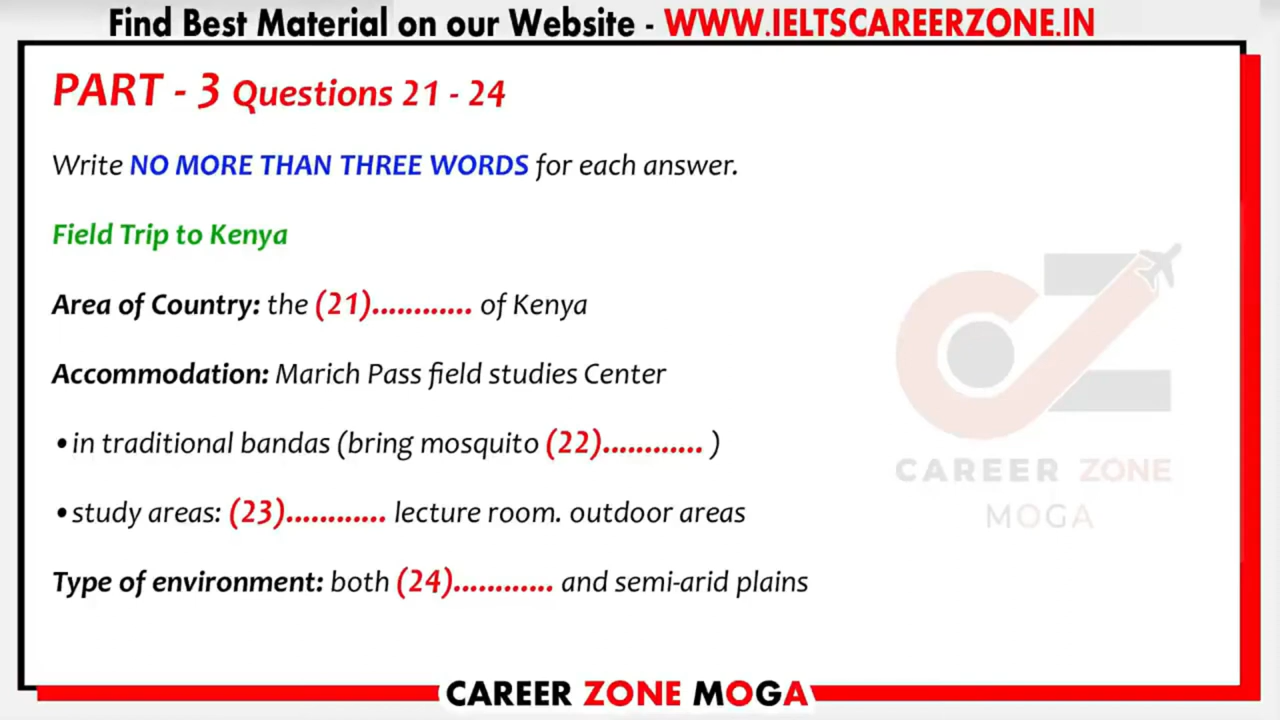 Find Best Material on our Website - WWW.IELTSCAREERZONE.IN
PART - 3 Questions 21 - 24
Write NO MORE THAN THREE WORDS for each answer.
Field Trip to Kenya
Area of Country: the (21)............ of Kenya
Accommodation: Marich Pass field studies Center
•in traditional bandas (bring mosquito (22)............ )
•study areas: (23)............ lecture room. outdoor areas
Type of environment: both (24)............ and semi-arid plains
CAREER ZONE
MOGA
CAREER ZONE MOGA